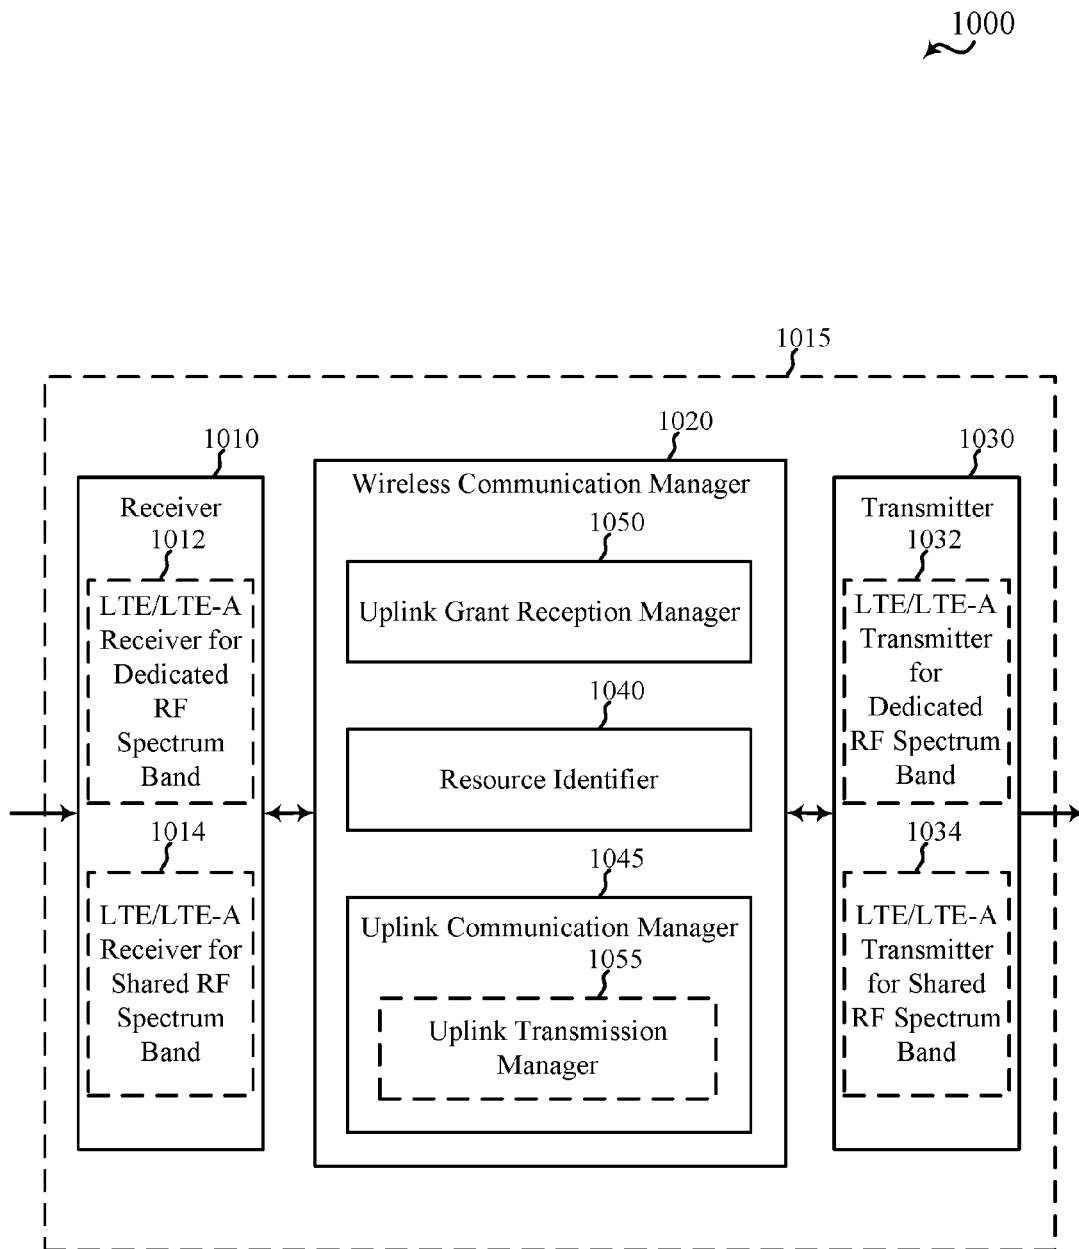 1000
1015
1010
Receiver
1012
LTE/LTE-A
Receiver for
Dedicated
RF
Spectrum
Band
1014
LTE/LTE-A
Receiver for
Shared RF
Spectrum
Band
1020
Wireless Communication Manager
1050
Uplink Grant Reception Manager
1040
Resource Identifier
1045
Uplink Communication Manager
1055
Uplink Transmission
Manager
1030
Transmitter
1032
LTE/LTE-A
Transmitter
for
Dedicated
RF Spectrum
Band
1034
LTE/LTE-A
Transmitter
for Shared
RF Spectrum
Band